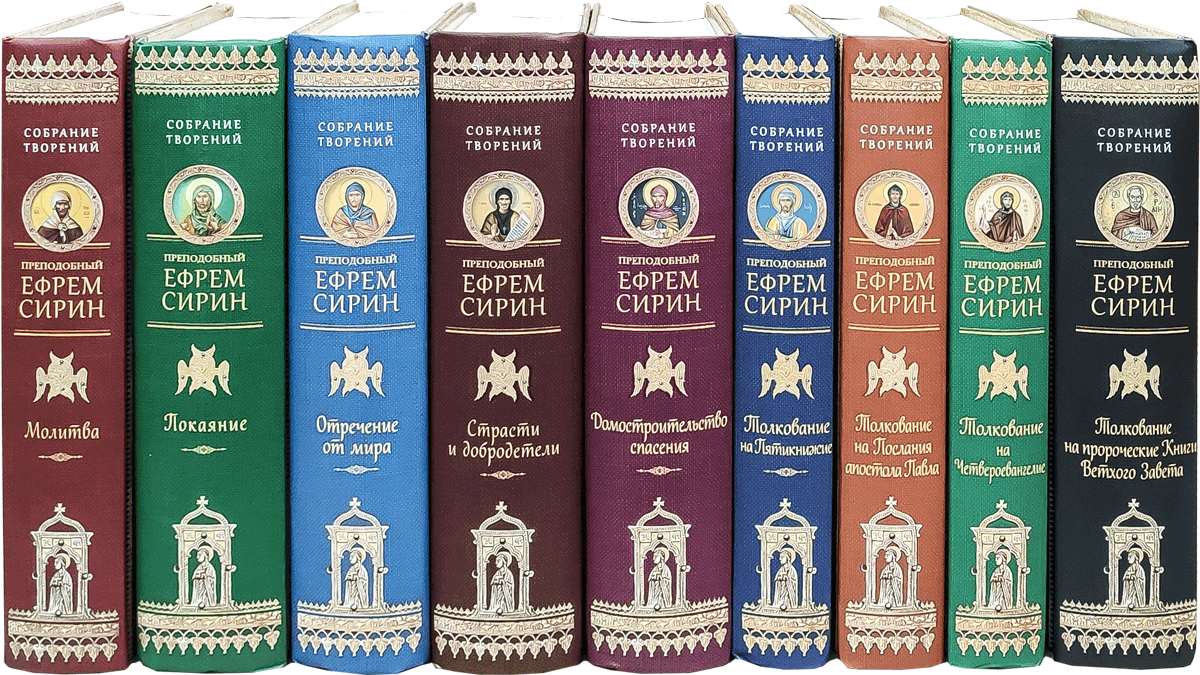 СОБРАНИЕ
ТВОРЕНИЙ
ПРЕПОДОБНЫЙ
ЕФРЕМ
СИРИН
Молитва
СОБРАНИЕ
ТВОРЕНИЙ
ПРЕПОДОБНЫЙ
ЕФРЕМ
СИРИН
Покаяние
СОБРАНИЕ
ТВОРЕНИЙ
ПРЕПОДОБНЫЙ
ЕФРЕМ
СИРИН
Отречение
от мира
СОБРАНИЕ
ТВОРЕНИЙ
ПРЕПОДОБНЫЙ
ЕФРЕМ
СИРИН
Страсти
и добродетели
СОБРАНИЕ
ТВОРЕНИЙ
ПРЕПОДОБНЫЙ
ЕФРЕМ
СИРИН
Домостроительство
спасения
СОБРАНИЕ
ТВОРЕНИЙ
ПРЕПОДОБНЫЙ
ЕФРЕМ
СИРИН
Толкование
на Пятикнижие
СОБРАНИЕ
ТВОРЕНИЙ
ПРЕПОДОБНЫЙ
ЕФРЕМ
СИРИН
Толкование
на Послания
апостола Павла
СОБРАНИЕ
ТВОРЕНИЙ
ПРЕПОДОБНЫЙ
ЕФРЕМ
СИРИН
Толкование
на
Четвероевангелие
СОБРАНИЕ
ТВОРЕНИЙ
ПРЕПОДОБНЫЙ
ЕФРЕМ
СИРИН
Толкование
на пророческие Книги
Ветхого Завета